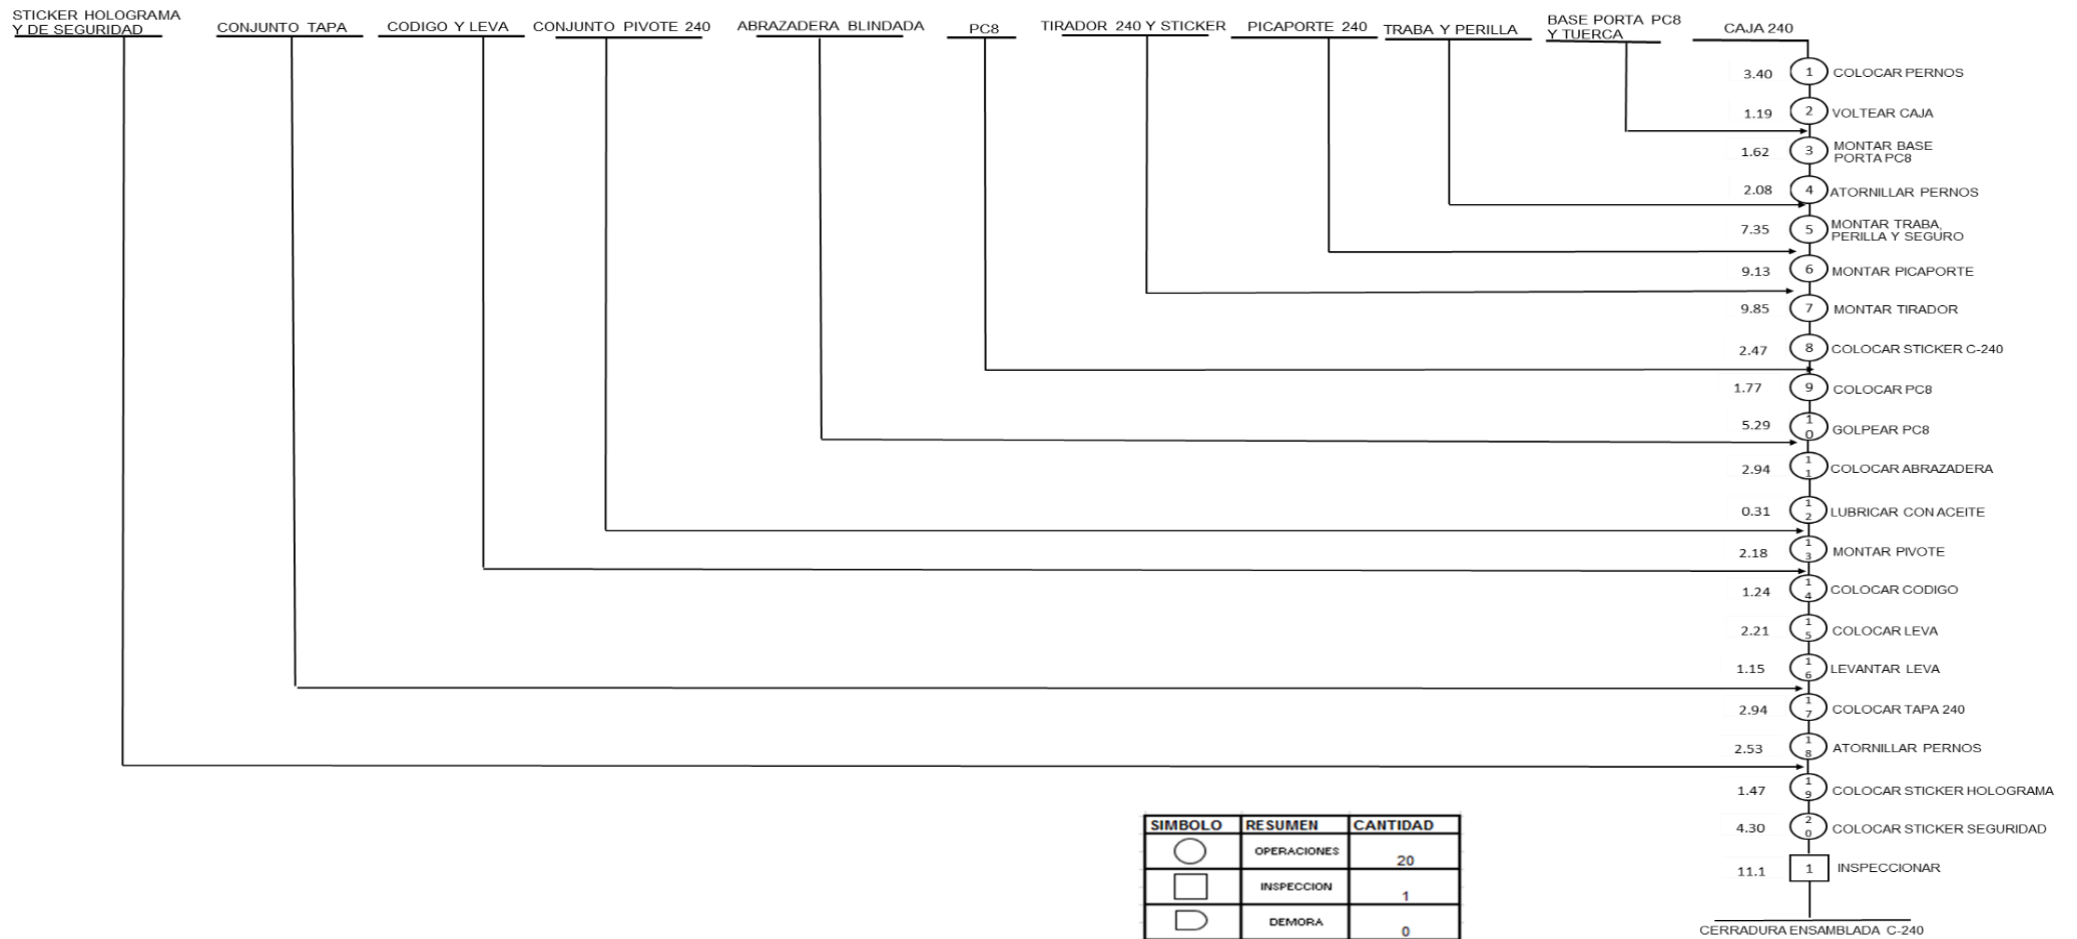 STICKER HOLOGRAMA
Y DE SEGURIDAD
CONJUNTO TAPA
CODIGO Y LEVA
CONJUNTO PIVOTE 240
ABRAZADERA BLINDADA
PC8
TIRADOR 240 Y STICKER
PICAPORTE 240
TRABA Y PERILLA
BASE PORTA PC8
Y TUERCA
CAJA 240
3.40 1 COLOCAR PERNOS
1.19 2 VOLTEAR CAJA
1.62 3 MONTAR BASE
PORTA PC8
2.08 4 ATORNILLAR PERNOS
7.35 5 MONTAR TRABA,
PERILLA Y SEGURO
9.13 6 MONTAR PICAPORTE
9.85 7 MONTAR TIRADOR
2.47 8 COLOCAR STICKER C-240
1.77 9 COLOCAR PC8
5.29 10 GOLPEAR PC8
2.94 11 COLOCAR ABRAZADERA
0.31 12 LUBRICAR CON ACEITE
2.18 13 MONTAR PIVOTE
1.24 14 COLOCAR CODIGO
2.21 15 COLOCAR LEVA
1.15 16 LEVANTAR LEVA
2.94 17 COLOCAR TAPA 240
2.53 18 ATORNILLAR PERNOS
1.47 19 COLOCAR STICKER HOLOGRAMA
4.30 20 COLOCAR STICKER SEGURIDAD
11.1 1 INSPECCIONAR
CERRADURA ENSAMBLADA C-240
SIMBOLO RESUMEN CANTIDAD
OPERACIONES 20
INSPECCION 1
DEMORA 0